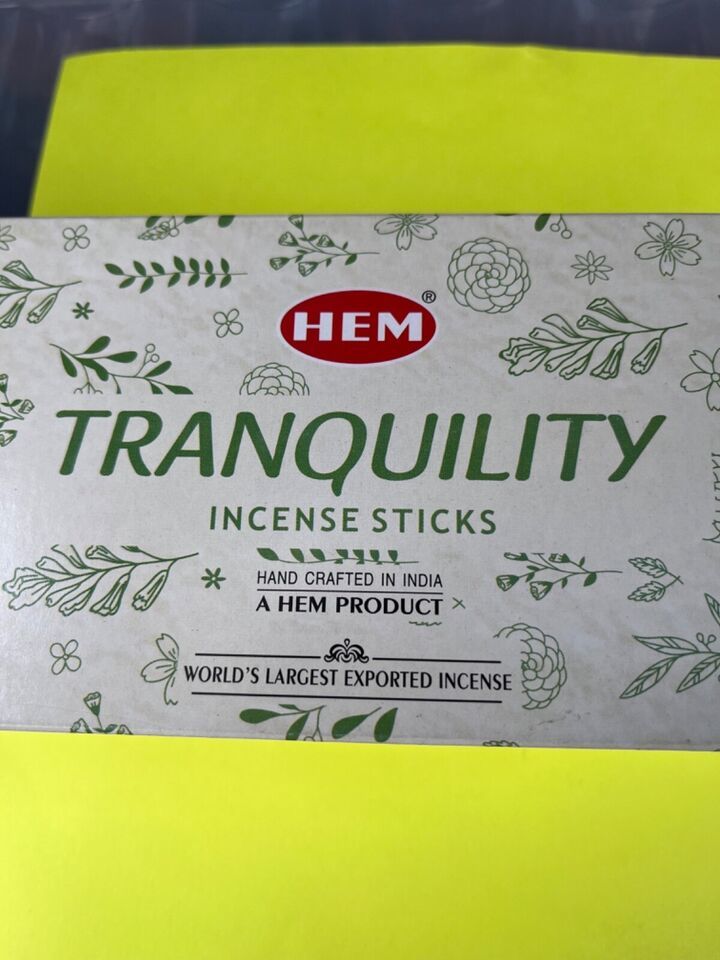 HEM®
TRANQUILITY
INCENSE STICKS
HAND CRAFTED IN INDIA
A HEM PRODUCT
WORLD'S LARGEST EXPORTED INCENSE